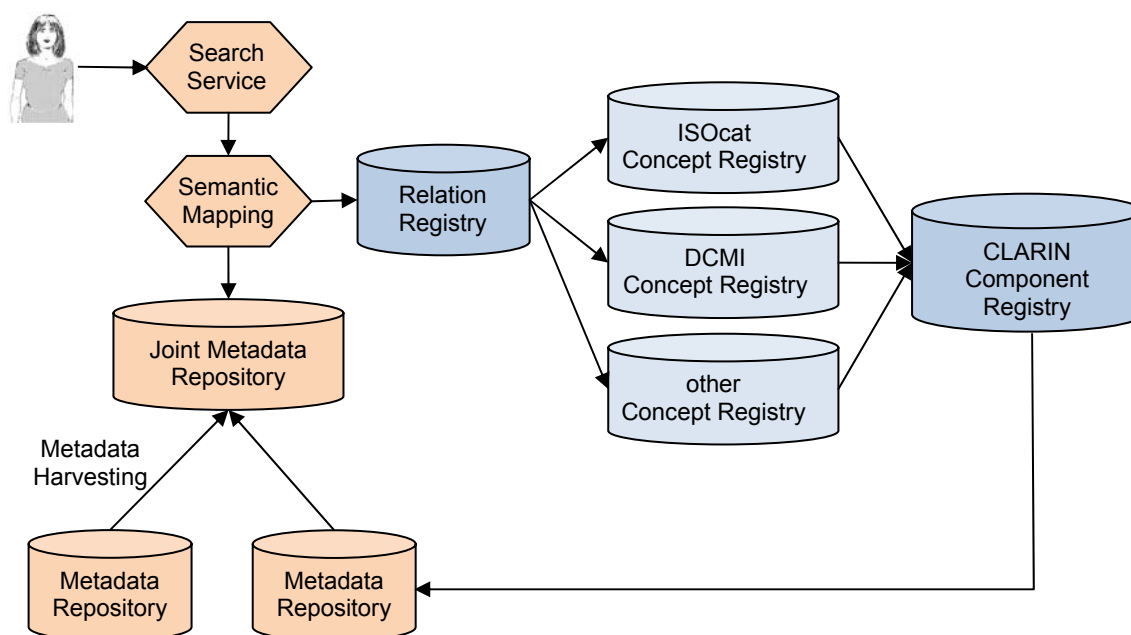 Search
Service
Semantic
Mapping
Relation
Registry
ISOcat
Concept Registry
DCMI
Concept Registry
other
Concept Registry
CLARIN
Component
Registry
Joint Metadata
Repository
Metadata
Harvesting
Metadata
Repository
Metadata
Repository